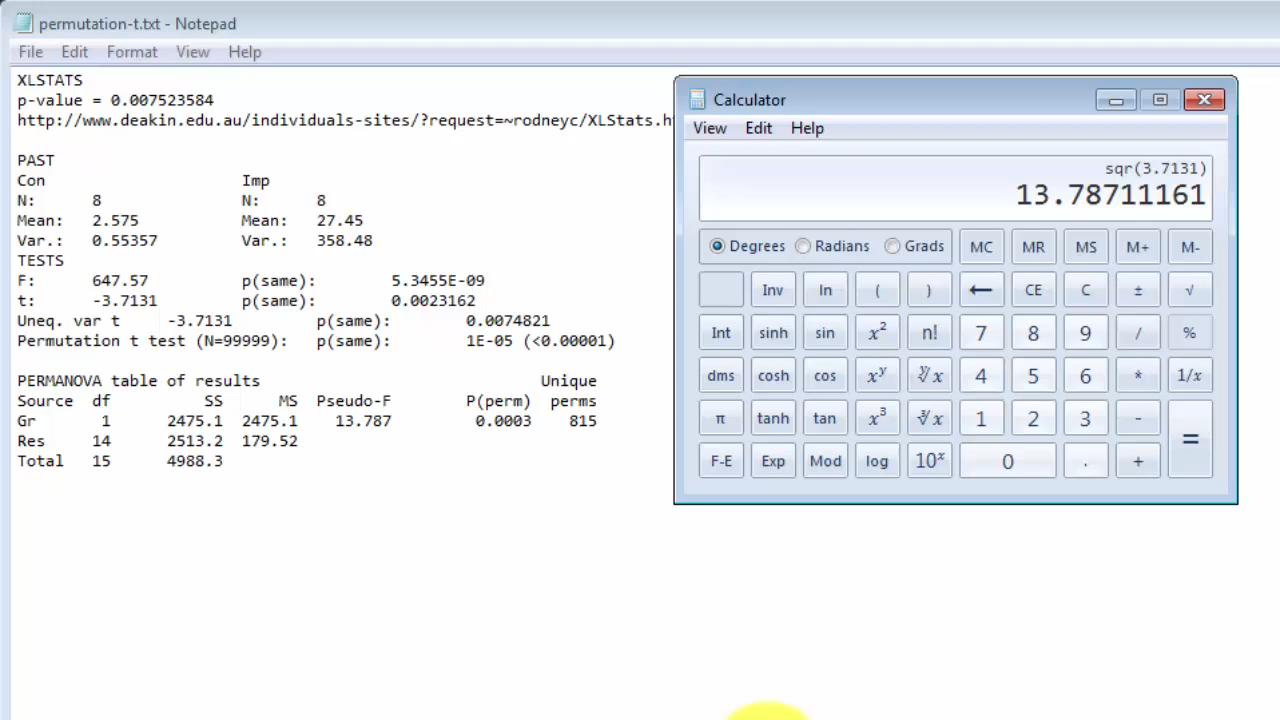 permutation-t.txt - Notepad
File Edit Format View Help
XLSTATS
p-value = 0.007523584
http://www.deakin.edu.au/individuals-sites/?request=~rodneyc/XLStats.h
PAST
Con Imp
N: 8 N: 8
Mean: 2.575 Mean: 27.45
Var.: 0.55357 Var.: 358.48
TESTS
F: 647.57 p(same): 5.3455E-09
t: -3.7131 p(same): 0.0023162
Uneq. var t -3.7131 p(same): 0.0074821
Permutation t test (N=99999): p(same): 1E-05 (<0.00001)
PERMANOVA table of results Unique
Source df SS MS Pseudo-F P(perm) perms
Gr 1 2475.1 2475.1 13.787 0.0003 815
Res 14 2513.2 179.52
Total 15 4988.3
Calculator
View Edit Help
sqr(3.7131)
13.78711161
Degrees Radians Grads MC MR MS M+ M-
Inv ln ( ) ← CE C ± √
Int sinh sin x² n! 7 8 9 / %
dms cosh cos xʸ ʸ√x 4 5 6 * 1/x
π tanh tan x³ ³√x 1 2 3 - =
F-E Exp Mod log 10ˣ 0 . +